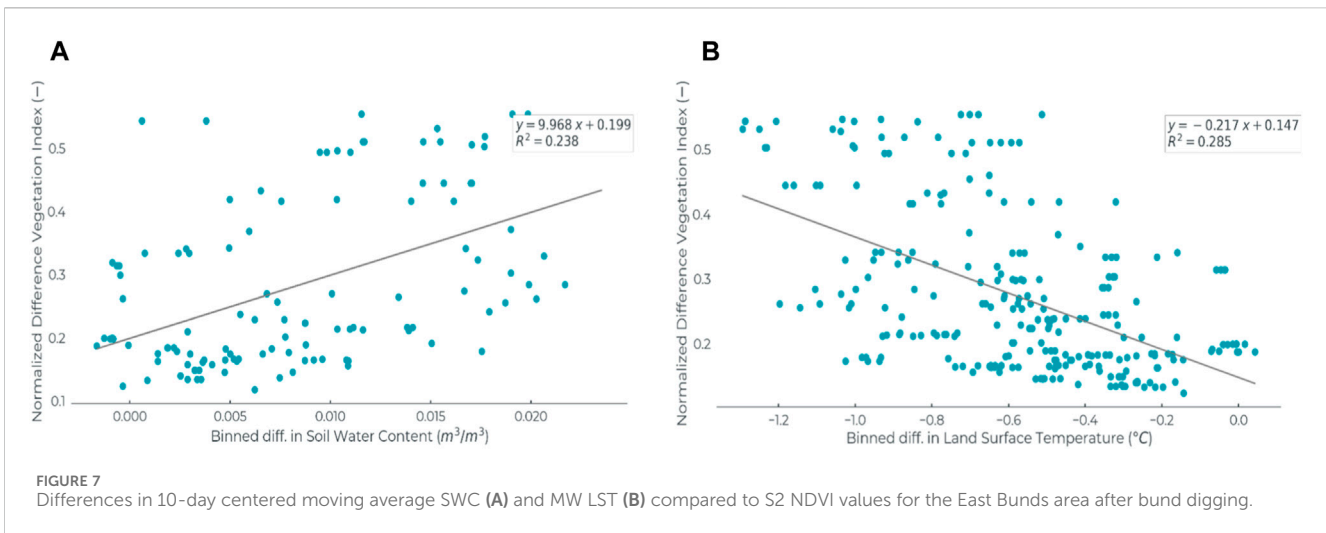 A
B
Normalized Difference Vegetation Index (−)
0.5
0.4
0.3
0.2
0.1
y = 9.968 x + 0.199
R² = 0.238
0.000
0.005
0.010
0.015
0.020
Binned diff. in Soil Water Content (m³/m³)
Normalized Difference Vegetation Index (−)
0.5
0.4
0.3
0.2
y = − 0.217 x + 0.147
R² = 0.285
−1.2
−1.0
−0.8
−0.6
−0.4
−0.2
0.0
Binned diff. in Land Surface Temperature (°C)
FIGURE 7
Differences in 10-day centered moving average SWC (A) and MW LST (B) compared to S2 NDVI values for the East Bunds area after bund digging.